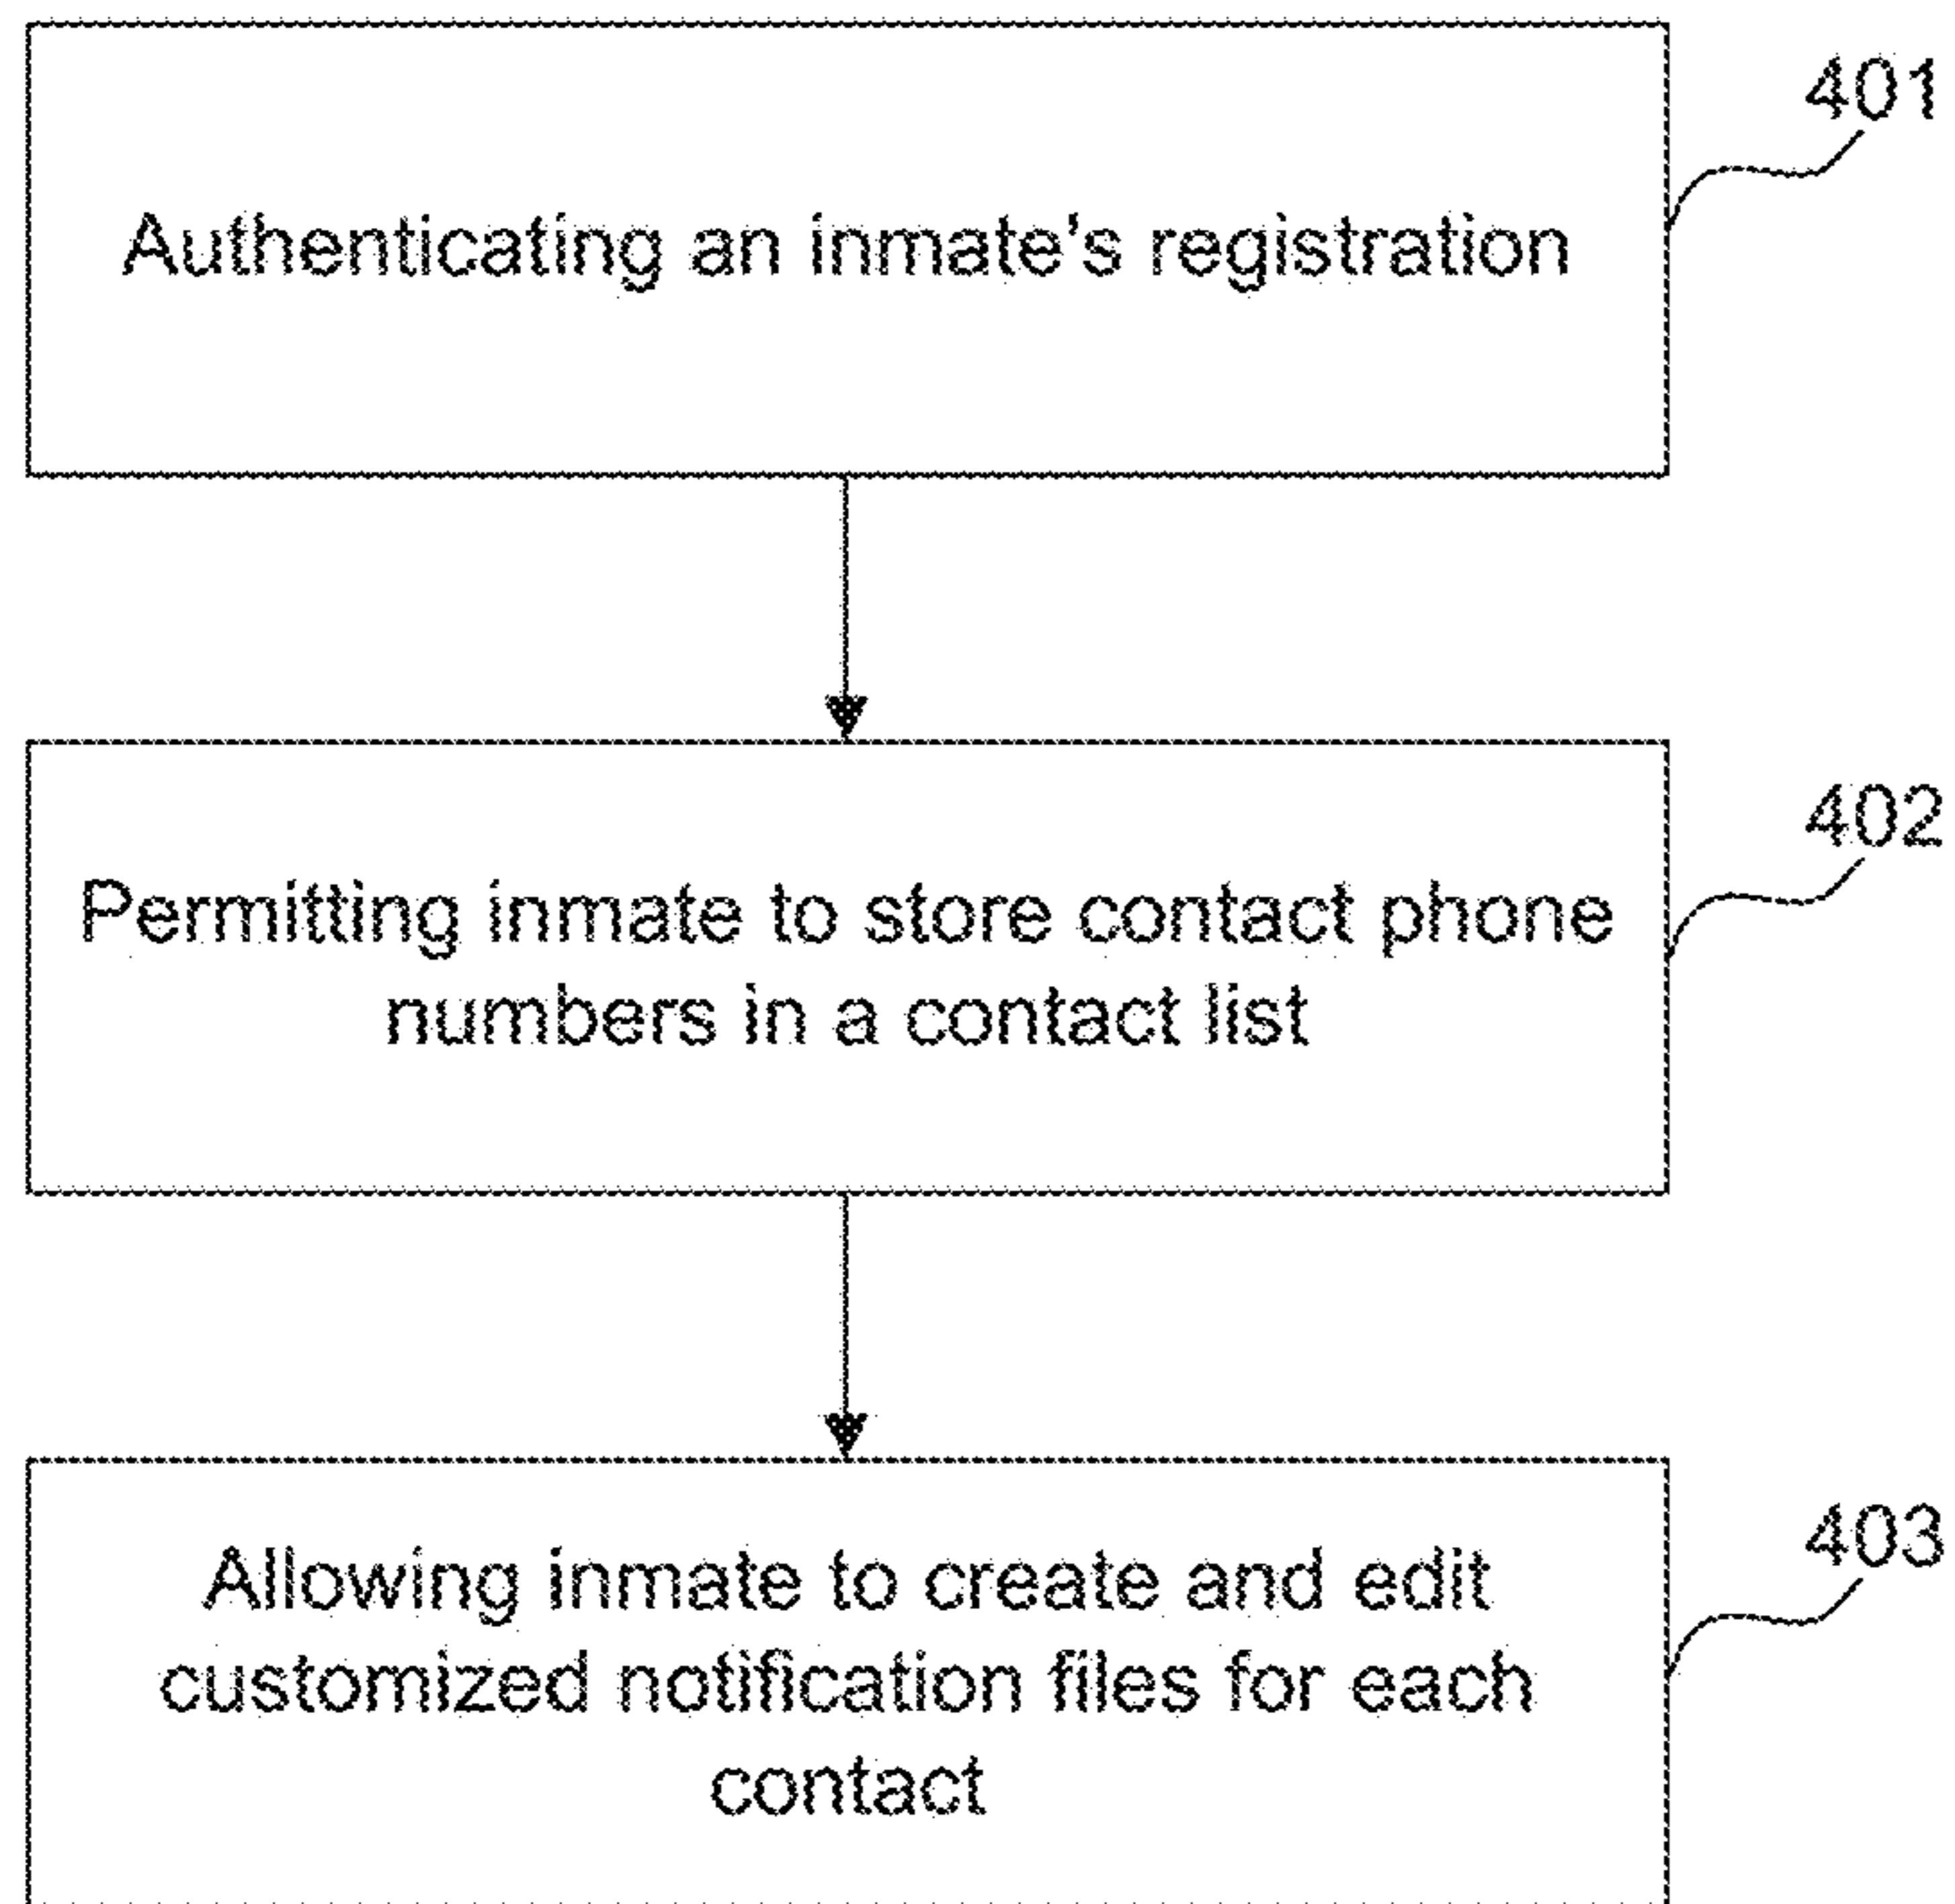 401
Authenticating an inmate's registration
402
Permitting inmate to store contact phone
numbers in a contact list
403
Allowing inmate to create and edit
customized notification files for each
contact